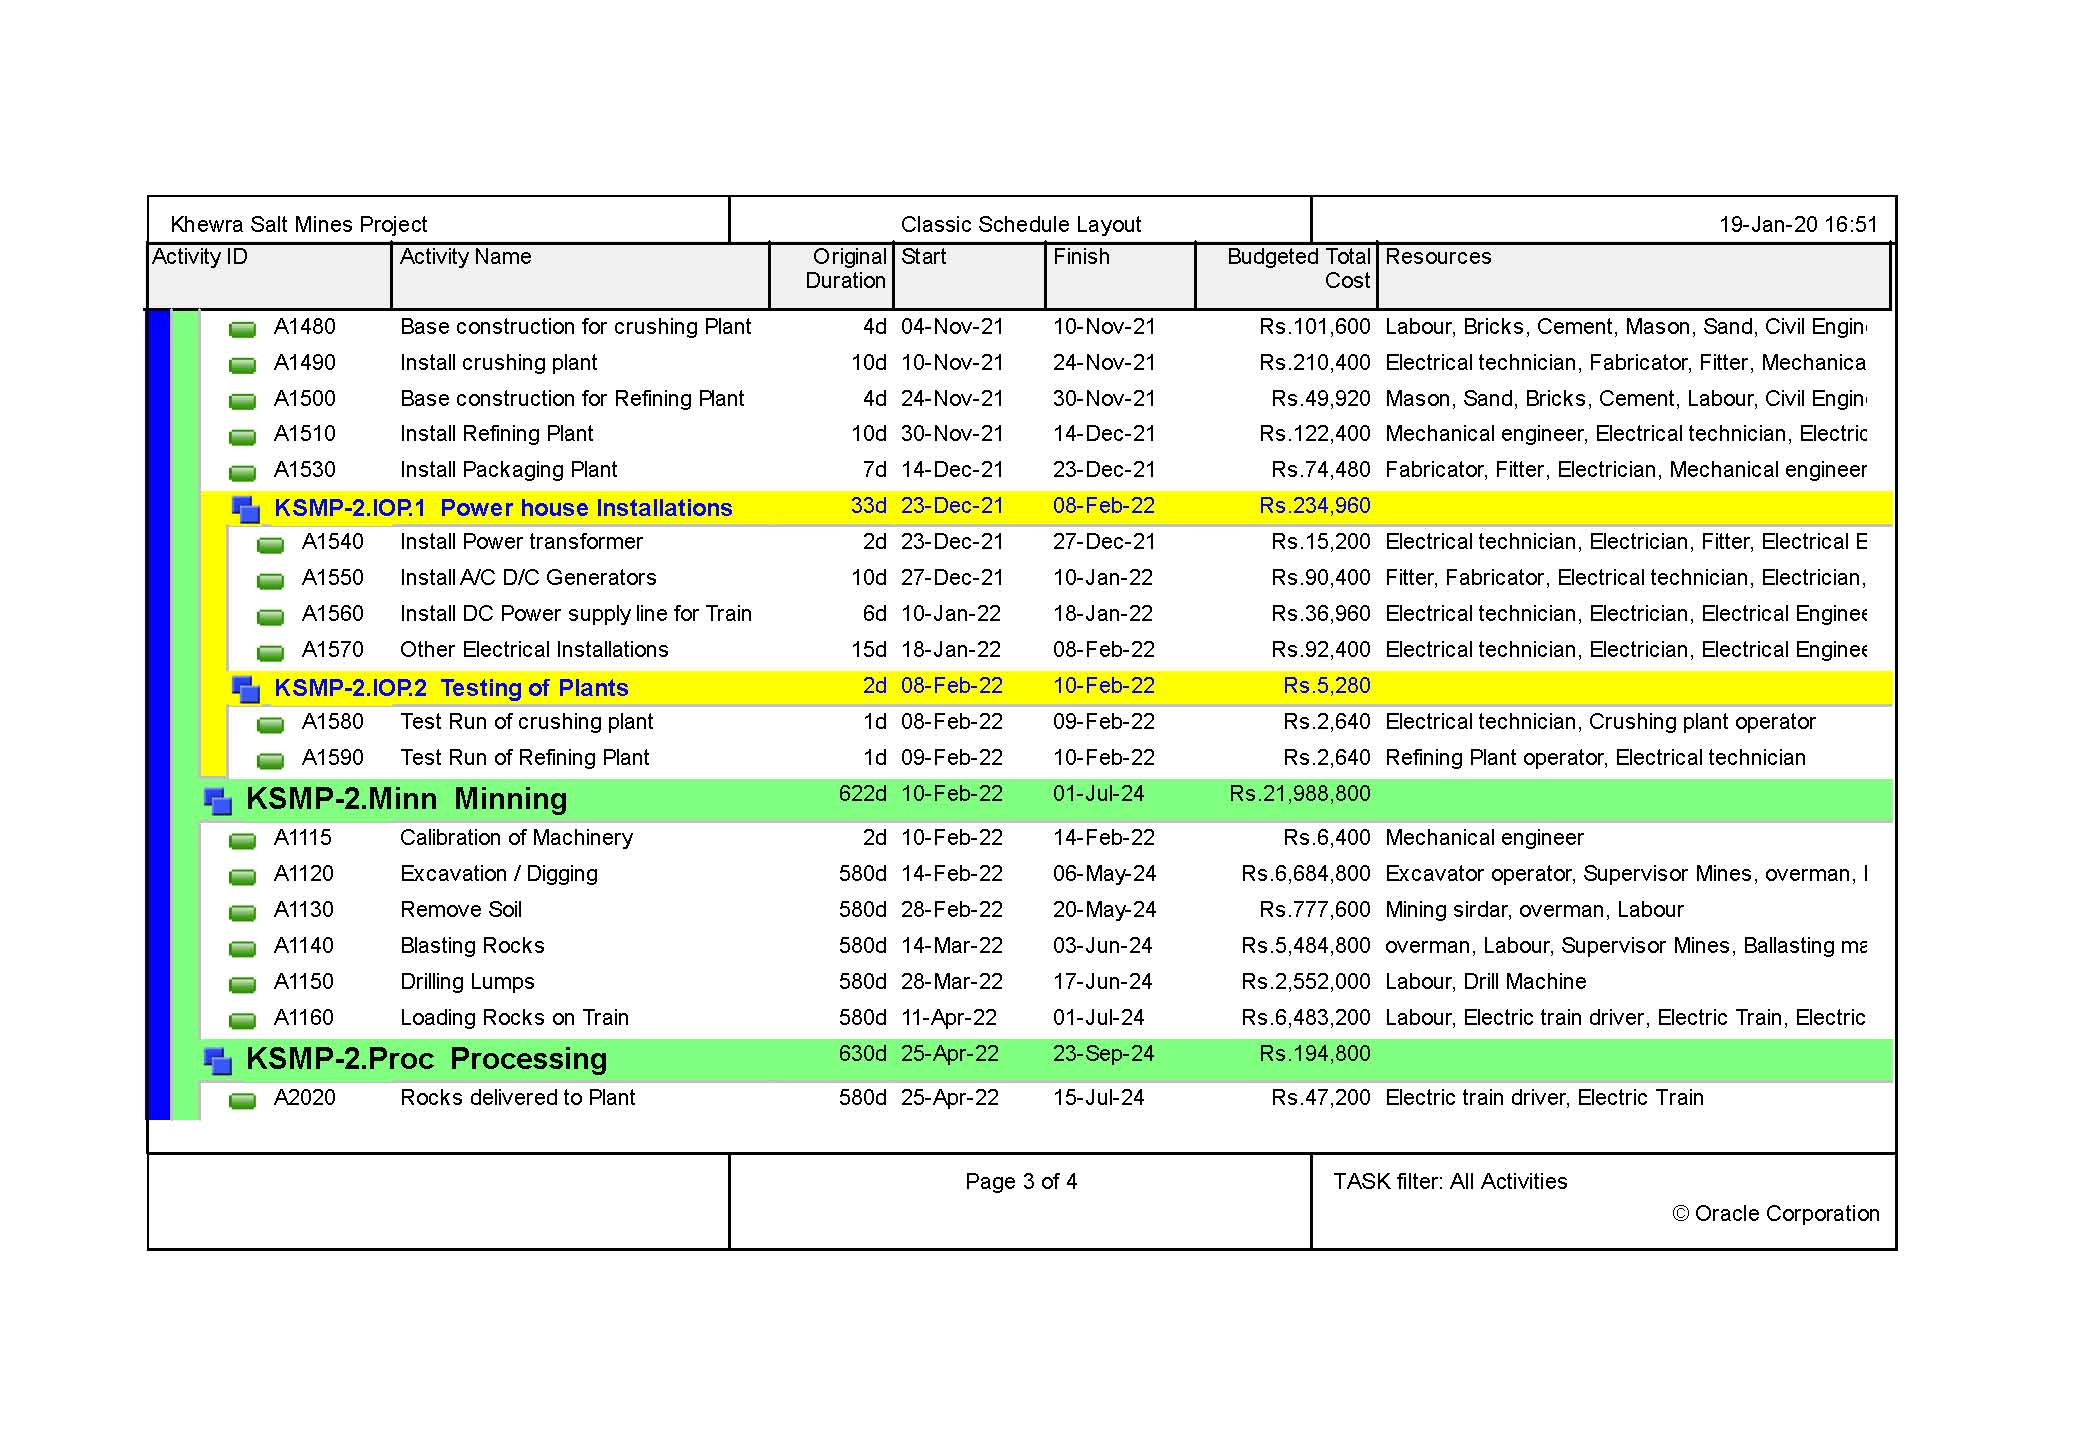 Khewra Salt Mines Project Classic Schedule Layout 19-Jan-20 16:51
Activity ID Activity Name Original Duration Start Finish Budgeted Total Cost Resources
A1480 Base construction for crushing Plant 4d 04-Nov-21 10-Nov-21 Rs.101,600 Labour, Bricks, Cement, Mason, Sand, Civil Engin
A1490 Install crushing plant 10d 10-Nov-21 24-Nov-21 Rs.210,400 Electrical technician, Fabricator, Fitter, Mechanica
A1500 Base construction for Refining Plant 4d 24-Nov-21 30-Nov-21 Rs.49,920 Mason, Sand, Bricks, Cement, Labour, Civil Engin
A1510 Install Refining Plant 10d 30-Nov-21 14-Dec-21 Rs.122,400 Mechanical engineer, Electrical technician, Electric
A1530 Install Packaging Plant 7d 14-Dec-21 23-Dec-21 Rs.74,480 Fabricator, Fitter, Electrician, Mechanical engineer
KSMP-2.IOP.1 Power house Installations 33d 23-Dec-21 08-Feb-22 Rs.234,960
A1540 Install Power transformer 2d 23-Dec-21 27-Dec-21 Rs.15,200 Electrical technician, Electrician, Fitter, Electrical E
A1550 Install A/C D/C Generators 10d 27-Dec-21 10-Jan-22 Rs.90,400 Fitter, Fabricator, Electrical technician, Electrician,
A1560 Install DC Power supply line for Train 6d 10-Jan-22 18-Jan-22 Rs.36,960 Electrical technician, Electrician, Electrical Enginee
A1570 Other Electrical Installations 15d 18-Jan-22 08-Feb-22 Rs.92,400 Electrical technician, Electrician, Electrical Enginee
KSMP-2.IOP.2 Testing of Plants 2d 08-Feb-22 10-Feb-22 Rs.5,280
A1580 Test Run of crushing plant 1d 08-Feb-22 09-Feb-22 Rs.2,640 Electrical technician, Crushing plant operator
A1590 Test Run of Refining Plant 1d 09-Feb-22 10-Feb-22 Rs.2,640 Refining Plant operator, Electrical technician
KSMP-2.Minn Minning 622d 10-Feb-22 01-Jul-24 Rs.21,988,800
A1115 Calibration of Machinery 2d 10-Feb-22 14-Feb-22 Rs.6,400 Mechanical engineer
A1120 Excavation / Digging 580d 14-Feb-22 06-May-24 Rs.6,684,800 Excavator operator, Supervisor Mines, overman,
A1130 Remove Soil 580d 28-Feb-22 20-May-24 Rs.777,600 Mining sirdar, overman, Labour
A1140 Blasting Rocks 580d 14-Mar-22 03-Jun-24 Rs.5,484,800 overman, Labour, Supervisor Mines, Ballasting ma
A1150 Drilling Lumps 580d 28-Mar-22 17-Jun-24 Rs.2,552,000 Labour, Drill Machine
A1160 Loading Rocks on Train 580d 11-Apr-22 01-Jul-24 Rs.6,483,200 Labour, Electric train driver, Electric Train, Electric
KSMP-2.Proc Processing 630d 25-Apr-22 23-Sep-24 Rs.194,800
A2020 Rocks delivered to Plant 580d 25-Apr-22 15-Jul-24 Rs.47,200 Electric train driver, Electric Train
Page 3 of 4 TASK filter: All Activities
© Oracle Corporation